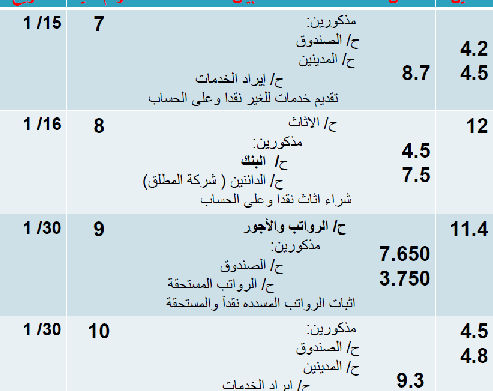 1 /15
7
مذكورين:
4.2
ح/ الصندوق
4.5
ح/ المدينين
8.7
ح/ إيراد الخدمات
تقديم خدمات للغير نقدا وعلى الحساب
1 /16
8
12
ح/ الاثاث
مذكورين:
4.5
ح/ البنك
7.5
ح/ الدائنين ( شركة المطلق)
شراء اثاث نقدا وعلى الحساب
1 /30
9
11.4
ح/ الرواتب والأجور
مذكورين:
7.650
ح/ الصندوق
3.750
ح/ الرواتب المستحقة
اثبات الرواتب المسدده نقداً والمستحقة
1 /30
10
مذكورين:
4.5
ح/ الصندوق
4.8
ح/ المدينين
9.3
ح/ ايراد الخدمات